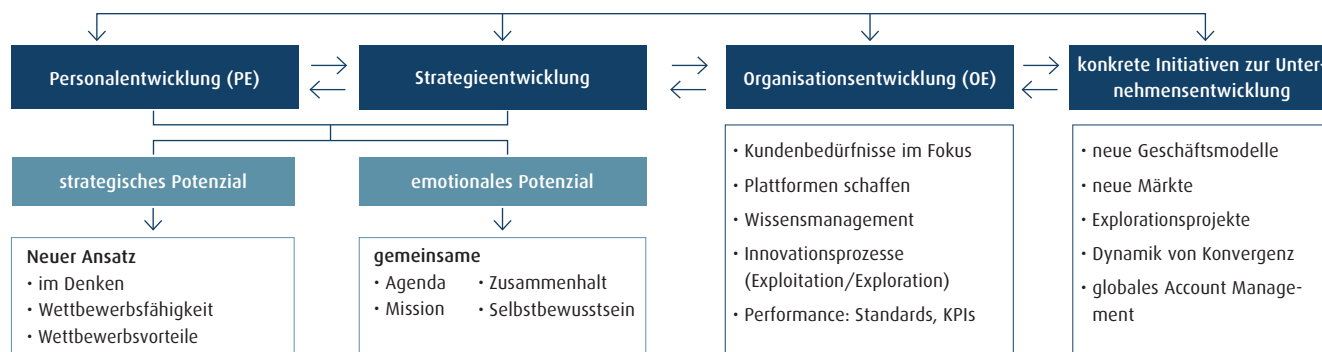 Personalentwicklung (PE)
Strategieentwicklung
Organisationsentwicklung (OE)
konkrete Initiativen zur Unter-
nehmensentwicklung
strategisches Potenzial
emotionales Potenzial
Neuer Ansatz
· im Denken
· Wettbewerbsfähigkeit
· Wettbewerbsvorteile
gemeinsame
· Agenda · Zusammenhalt
· Mission · Selbstbewusstsein
· Kundenbedürfnisse im Fokus
· Plattformen schaffen
· Wissensmanagement
· Innovationsprozesse
(Exploitation/Exploration)
· Performance: Standards, KPIs
· neue Geschäftsmodelle
· neue Märkte
· Explorationsprojekte
· Dynamik von Konvergenz
· globales Account Manage-
ment